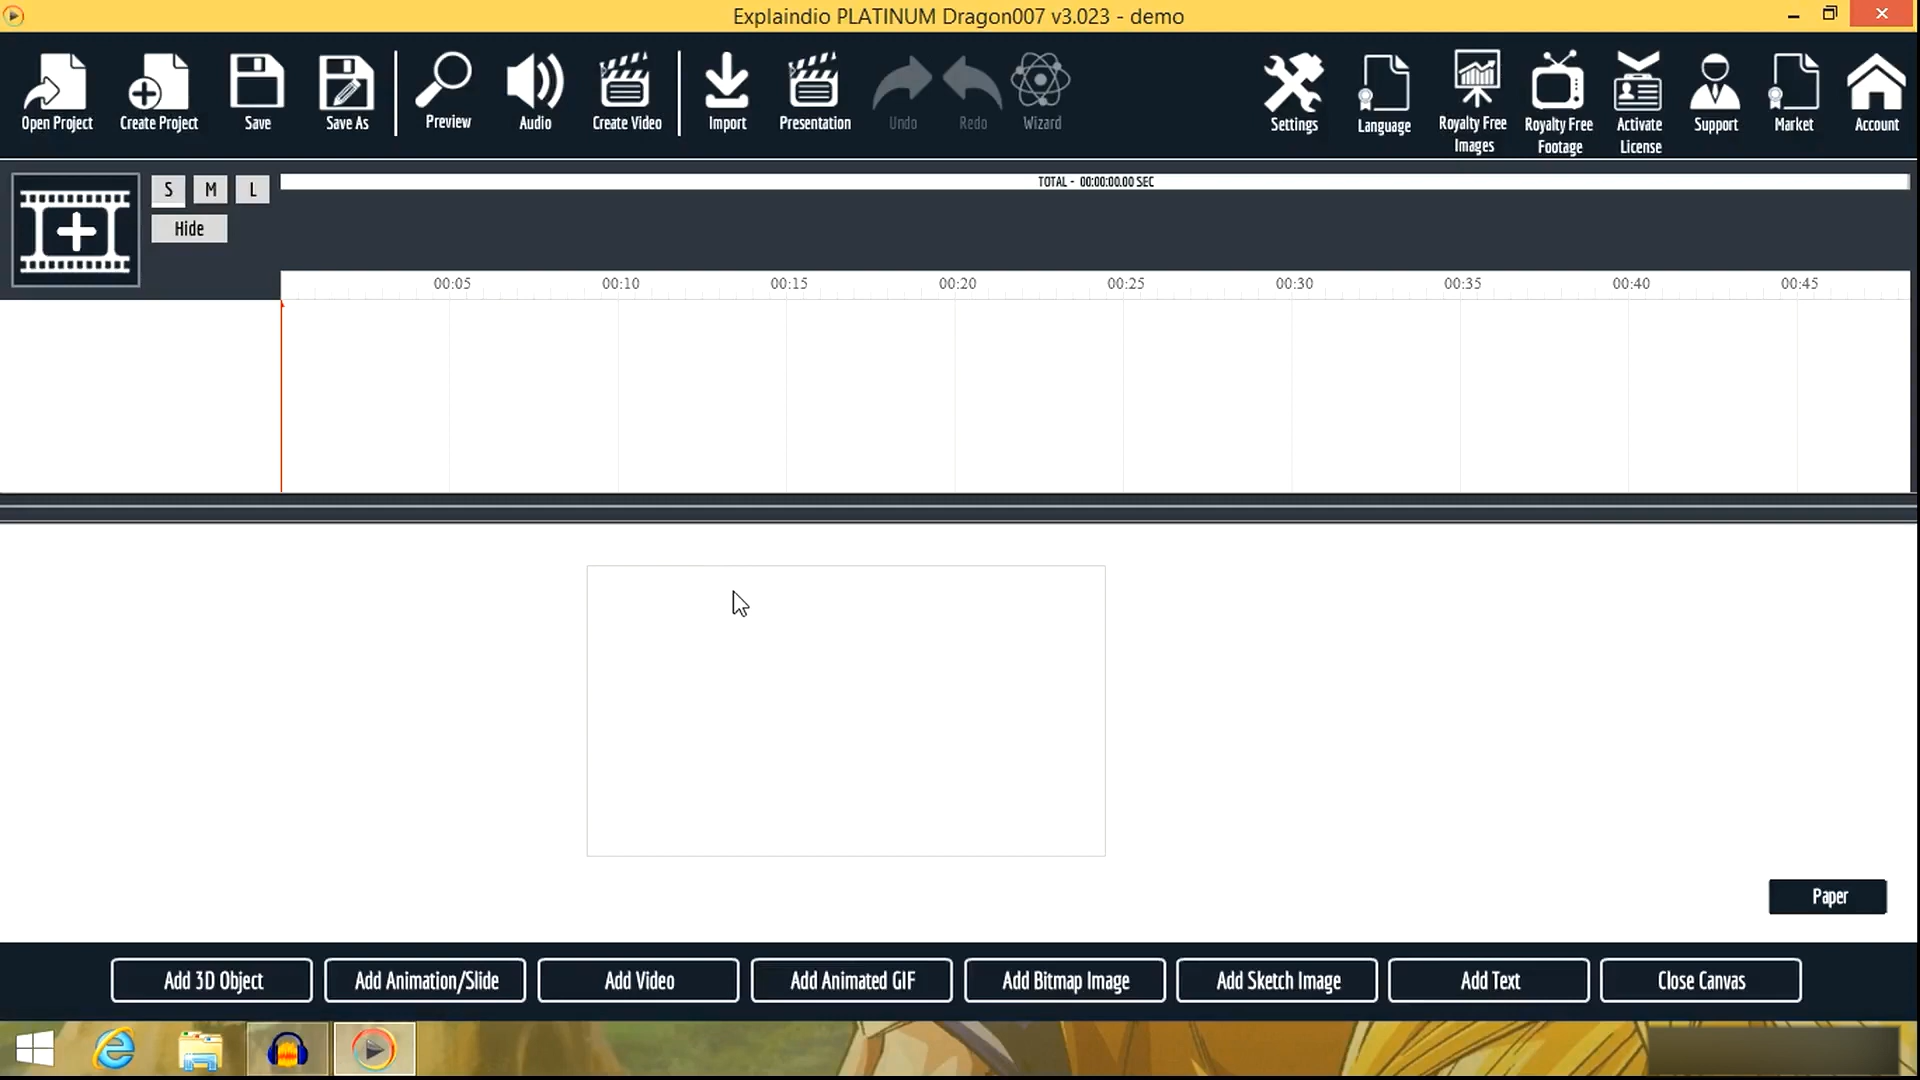 Explaindio PLATINUM Dragon007 v3.023 - demo
Open Project
Create Project
Save
Save As
Preview
Audio
Create Video
Import
Presentation
Undo
Redo
Wizard
Settings
Language
Royalty Free
Images
Royalty Free
Footage
Activate
License
Support
Market
Account
S
M
L
Hide
TOTAL - 00:00:00.00 SEC
00:05
00:10
00:15
00:20
00:25
00:30
00:35
00:40
00:45
Paper
Add 3D Object
Add Animation/Slide
Add Video
Add Animated GIF
Add Bitmap Image
Add Sketch Image
Add Text
Close Canvas